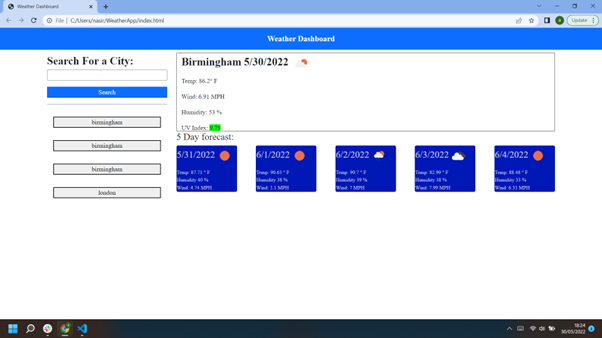 Weather Dashboard
File
C:/Users/nasir/WeatherApp/index.html
Update
Weather Dashboard
Search For a City:
Search
birmingham
birmingham
birmingham
london
Birmingham 5/30/2022
Temp: 86.2° F
Wind: 6.91 MPH
Humidity: 53 %
UV Index:
5 Day forecast:
5/31/2022
Temp: 87.71 ° F
Humidity 40 %
Wind: 4.74 MPH
6/1/2022
Temp: 90.63 ° F
Humidity 38 %
Wind: 5.1 MPH
6/2/2022
Temp: 90.7 ° F
Humidity 39 %
Wind: 7 MPH
6/3/2022
Temp: 82.99 ° F
Humidity 58 %
Wind: 7.99 MPH
6/4/2022
Temp: 88.48 ° F
Humidity 33 %
Wind: 6.51 MPH
18:24
30/05/2022